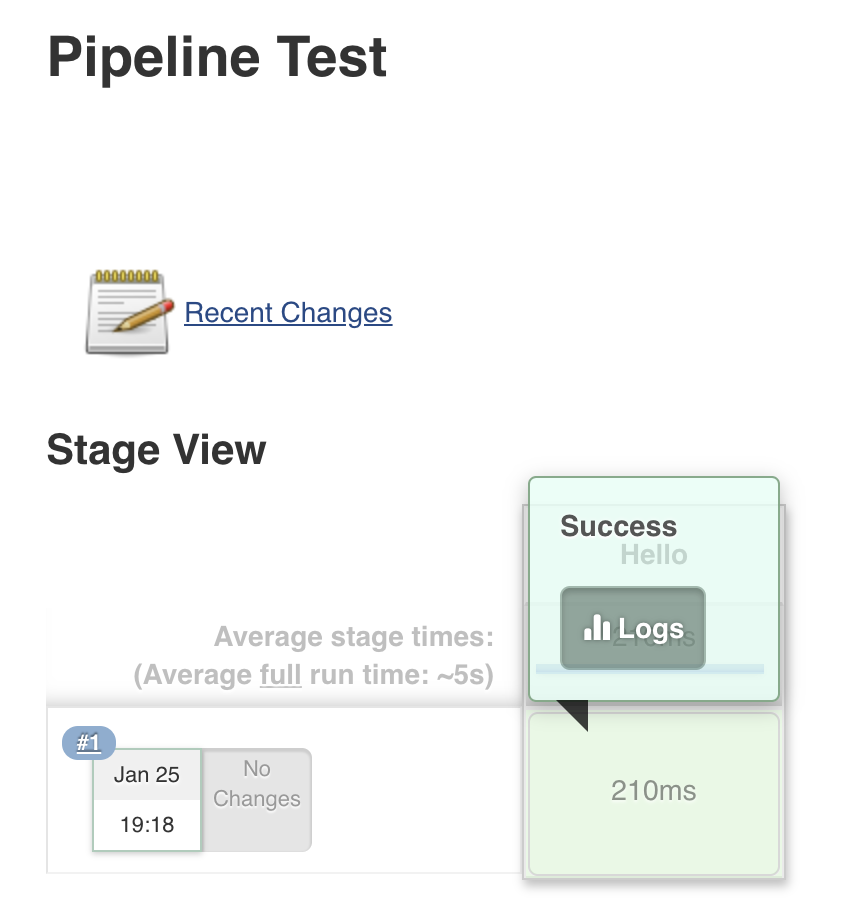 Pipeline Test
Recent Changes
Stage View
Success
Hello
Logs
Average stage times:
(Average full run time: ~5s)
#1
Jan 25
19:18
No
Changes
210ms